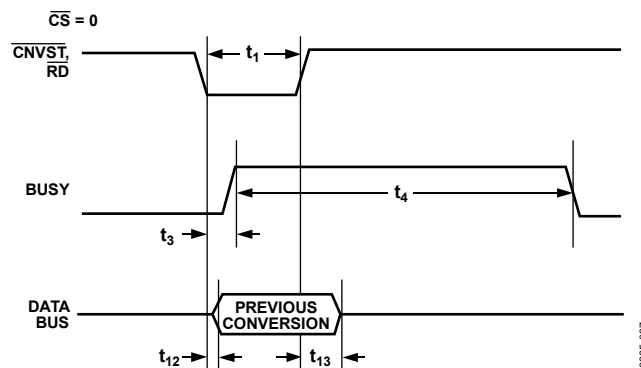 CS = 0
CNVST,
RD
t1
BUSY
t4
t3
DATA
BUS
PREVIOUS
CONVERSION
t12
t13